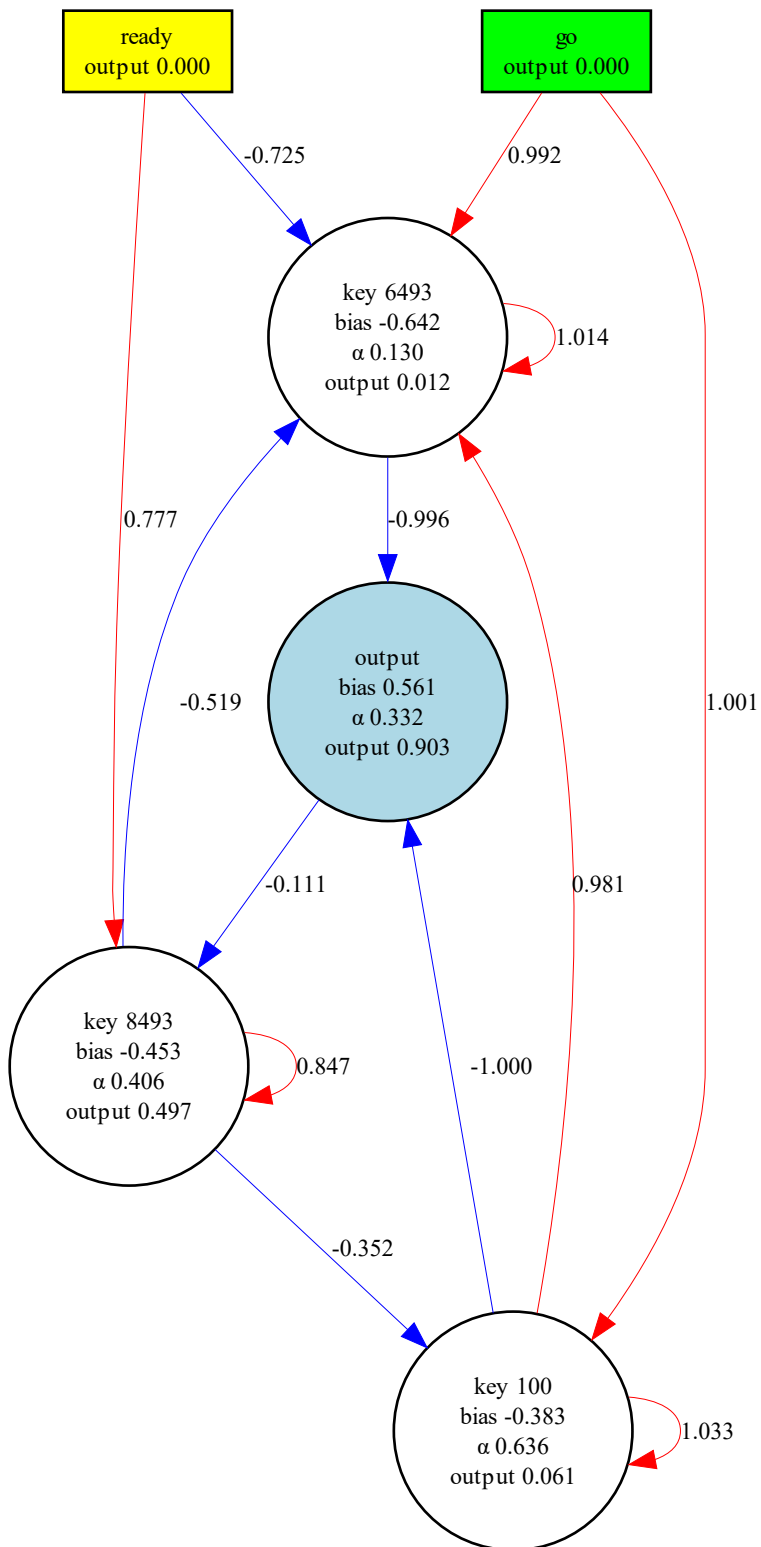 ready
output 0.000
go
output 0.000
-0.725
0.992
key 6493
bias -0.642
α 0.130
output 0.012
1.014
0.777
-0.996
-0.519
output
bias 0.561
α 0.332
output 0.903
1.001
-0.111
0.981
key 8493
bias -0.453
α 0.406
output 0.497
0.847
-1.000
-0.352
key 100
bias -0.383
α 0.636
output 0.061
1.033